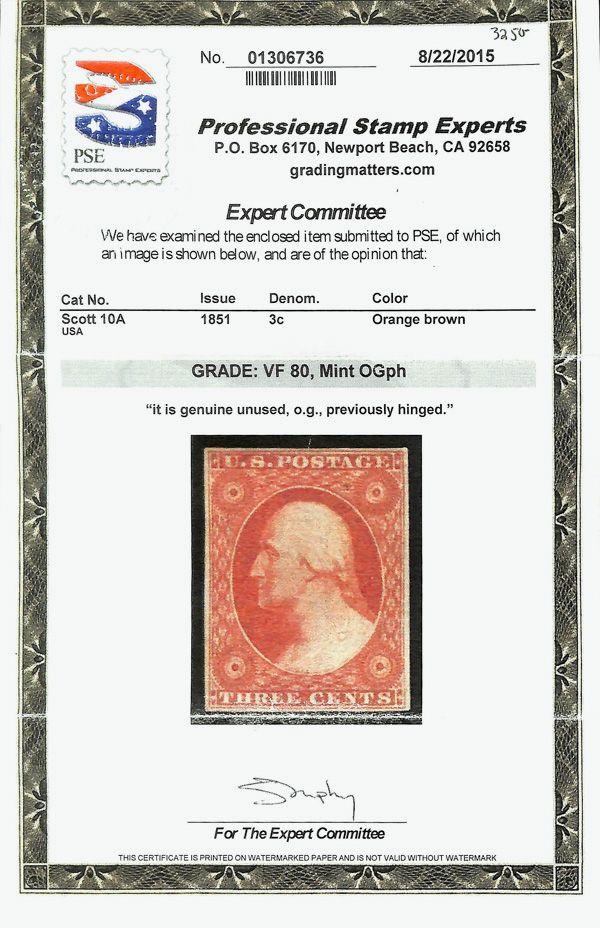 3250
No. 01306736 8/22/2015
PSE
PROFESSIONAL STAMP EXPERTS
Professional Stamp Experts
P.O. Box 6170, Newport Beach, CA 92658
gradingmatters.com
Expert Committee
We have examined the enclosed item submitted to PSE, of which
an image is shown below, and are of the opinion that:
Cat No. Issue Denom. Color
Scott 10A 1851 3c Orange brown
USA
GRADE: VF 80, Mint OGph
“it is genuine unused, o.g., previously hinged.”
U.S. POSTAGE
THREE CENTS
For The Expert Committee
THIS CERTIFICATE IS PRINTED ON WATERMARKED PAPER AND IS NOT VALID WITHOUT WATERMARK